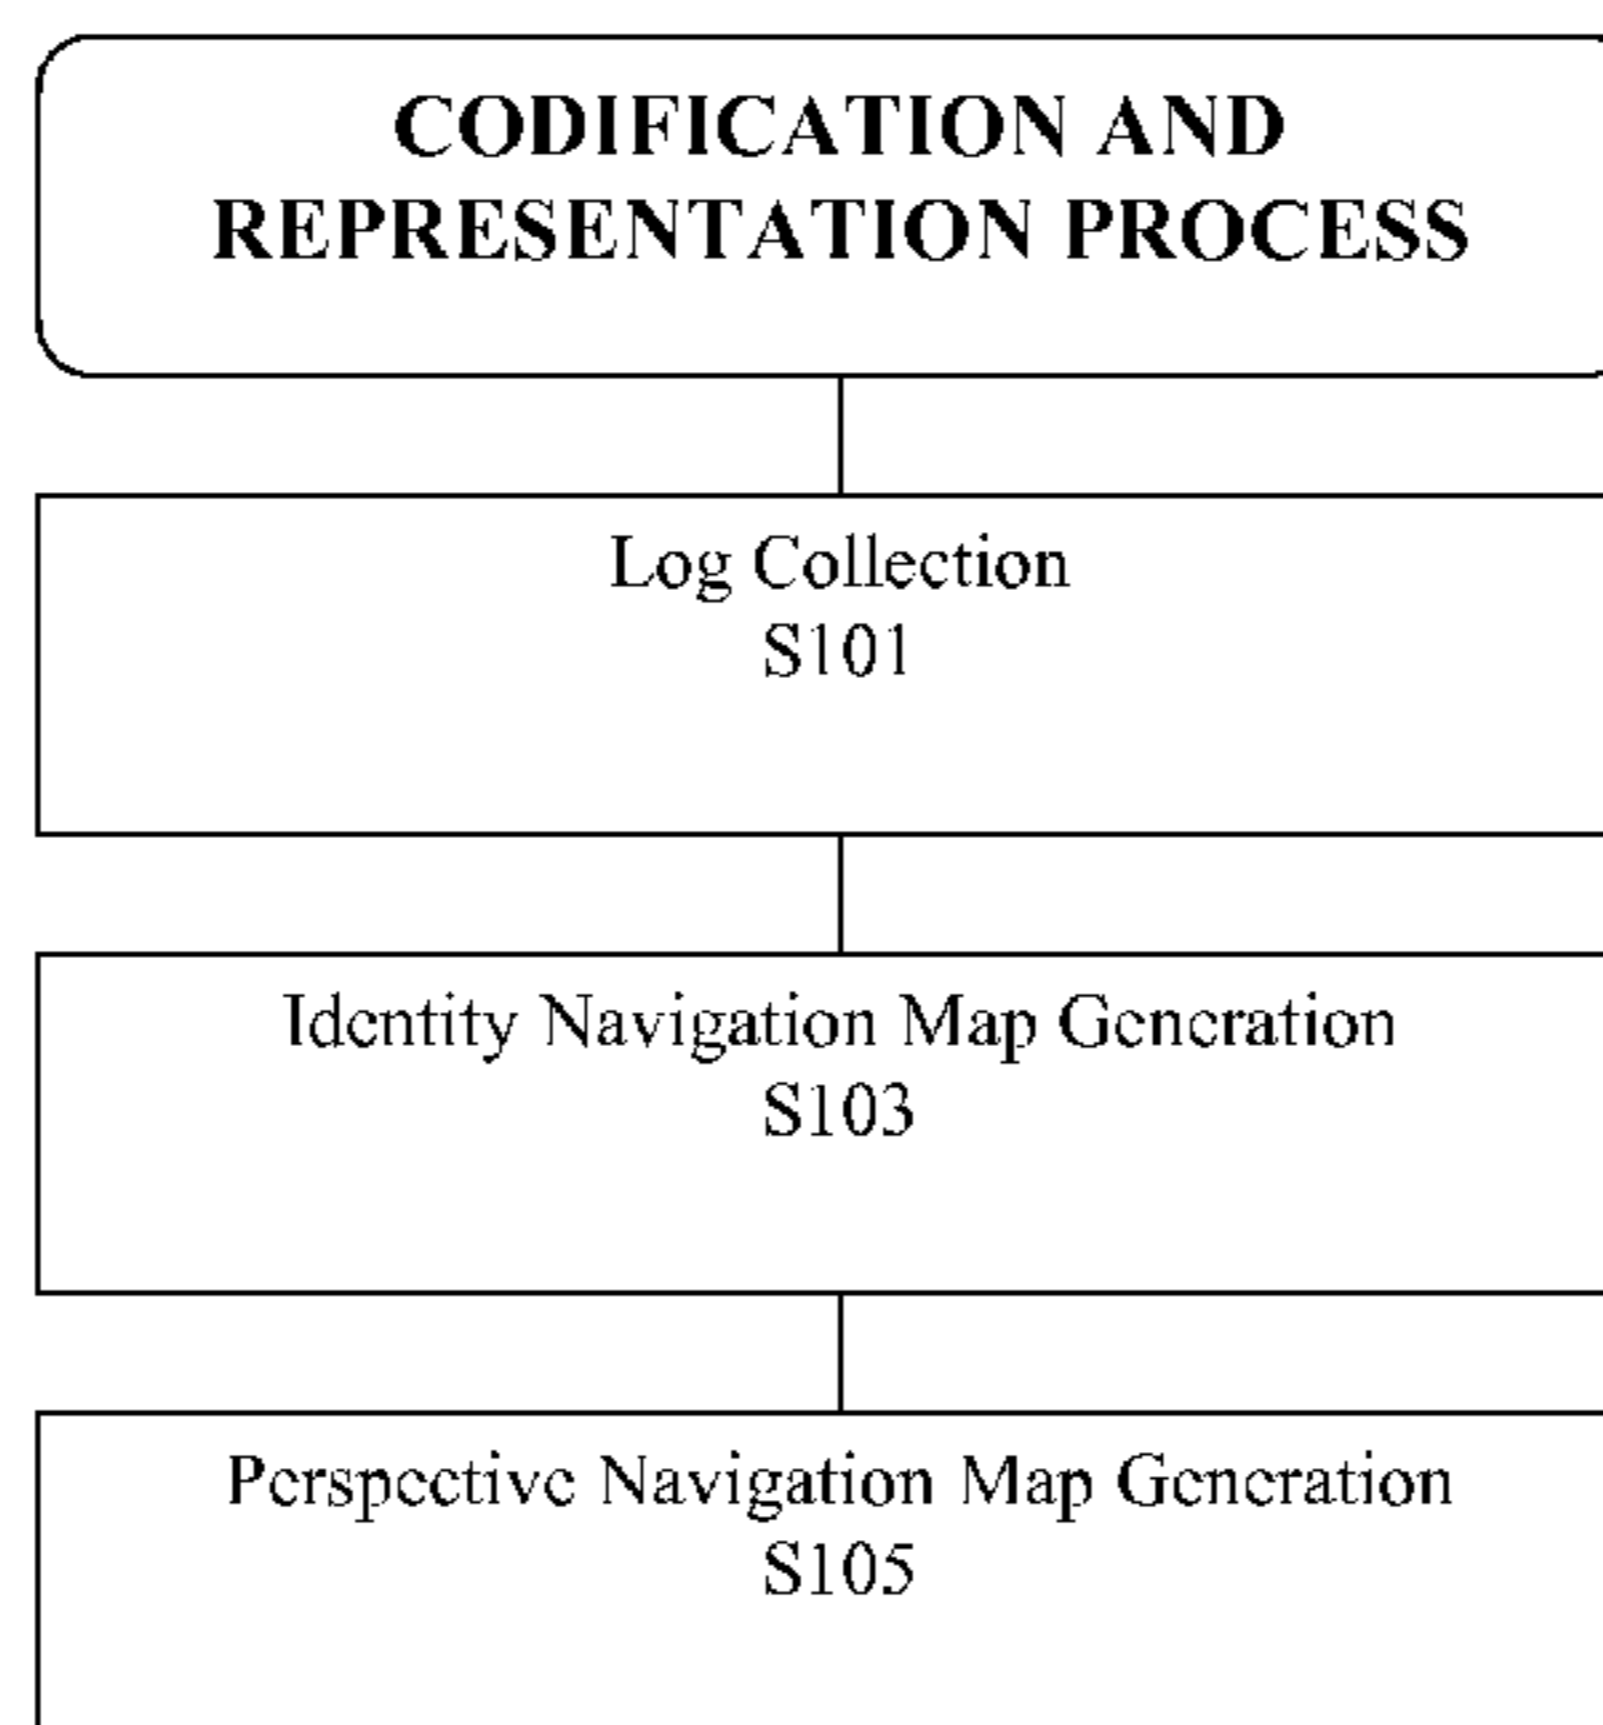 CODIFICATION AND
REPRESENTATION PROCESS
Log Collection
S101
Identity Navigation Map Generation
S103
Perspective Navigation Map Generation
S105